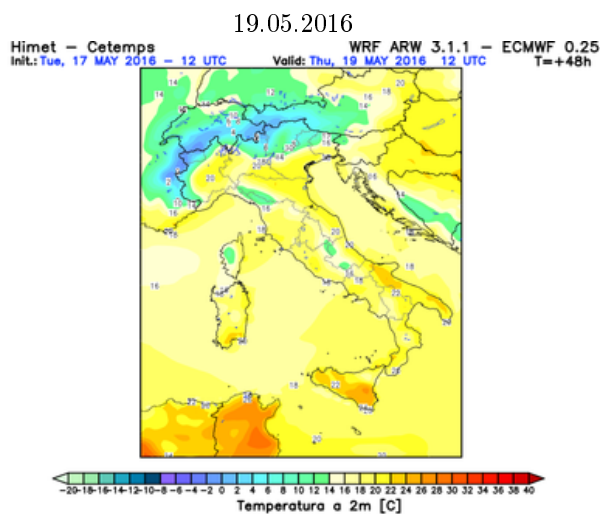 19.05.2016
Himet – Cetemps WRF ARW 3.1.1 – ECMWF 0.25
Init.: Tue, 17 MAY 2016 – 12 UTC Valid: Thu, 19 MAY 2016 12 UTC T=+48h
-20 -18 -16 -14 -12 -10 -8 -6 -4 -2 0 2 4 6 8 10 12 14 16 18 20 22 24 26 28 30 32 34 36 38 40
Temperatura a 2m [C]